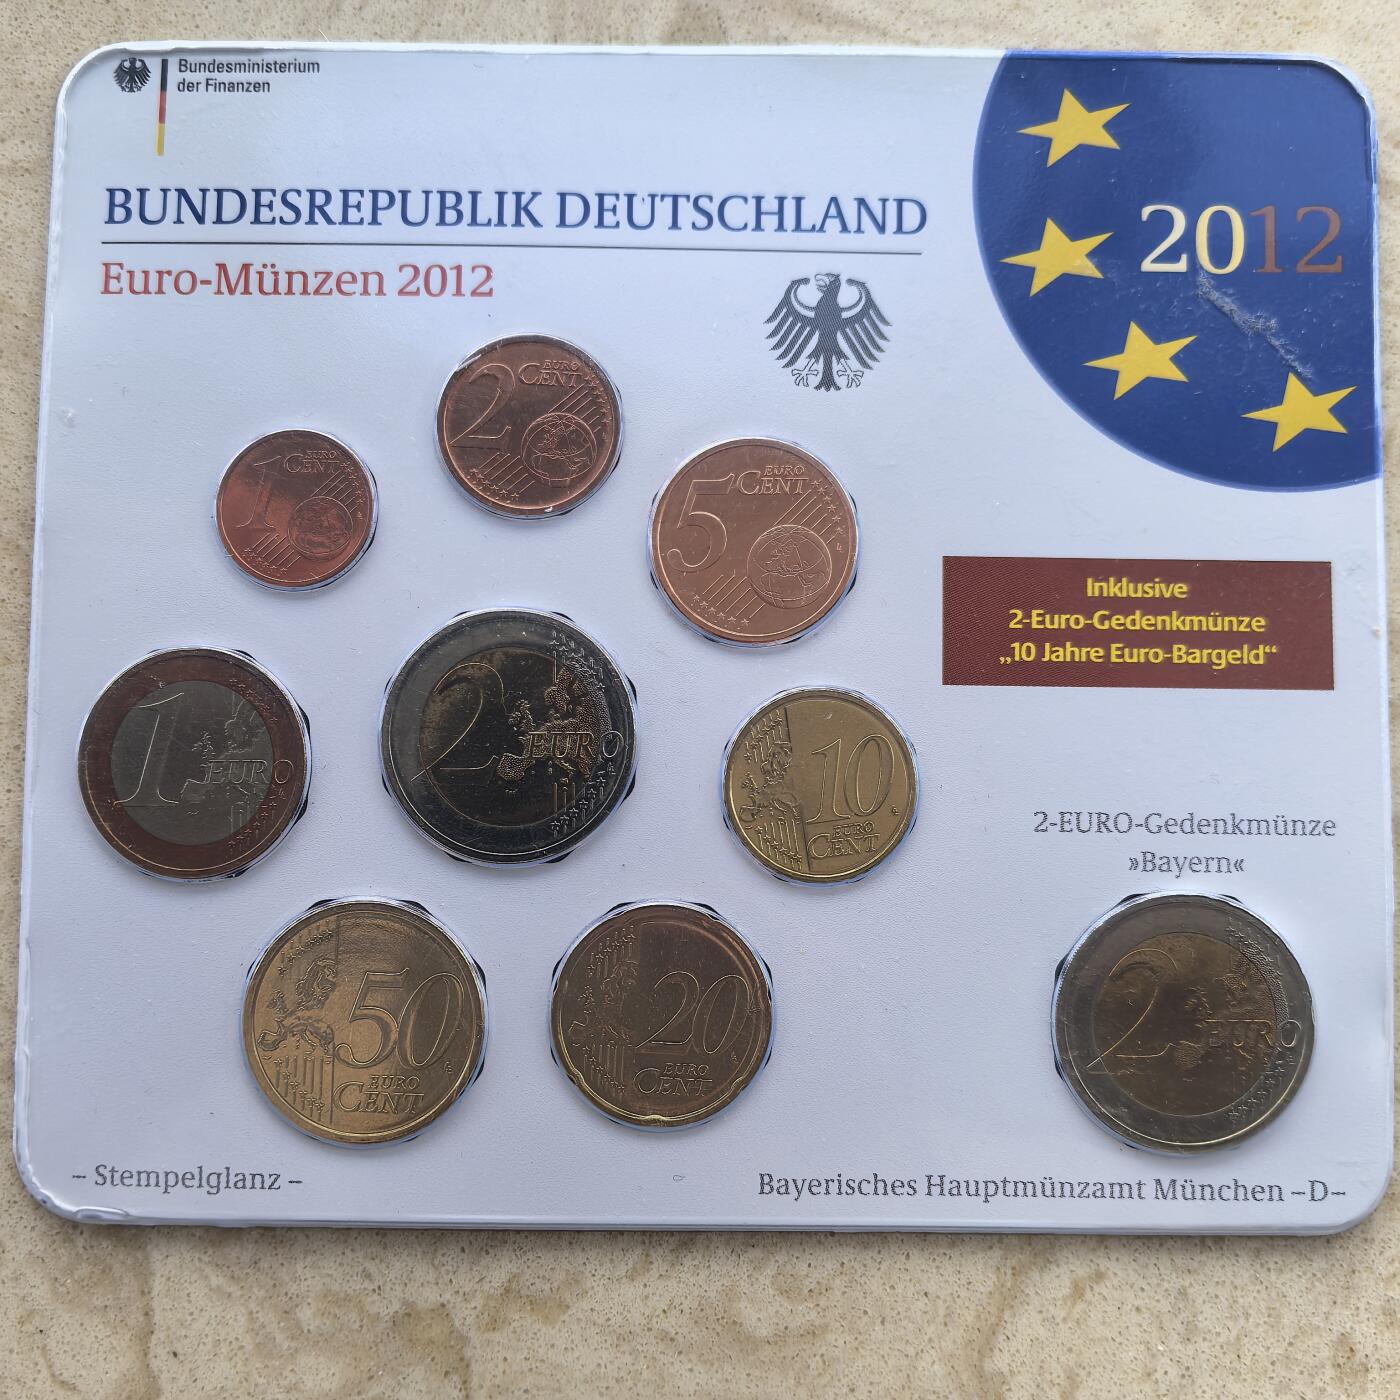 Bundesministerium
der Finanzen
BUNDESREPUBLIK DEUTSCHLAND
Euro-Münzen 2012
2012
2 EURO
CENT
1 EURO
CENT
5 EURO
CENT
Inklusive
2-Euro-Gedenkmünze
„10 Jahre Euro-Bargeld“
1 EURO
2 EURO
10
EURO
CENT
2-EURO-Gedenkmünze
»Bayern«
50
EURO
CENT
20
EURO
CENT
2 EURO
– Stempelglanz –
Bayerisches Hauptmünzamt München –D–